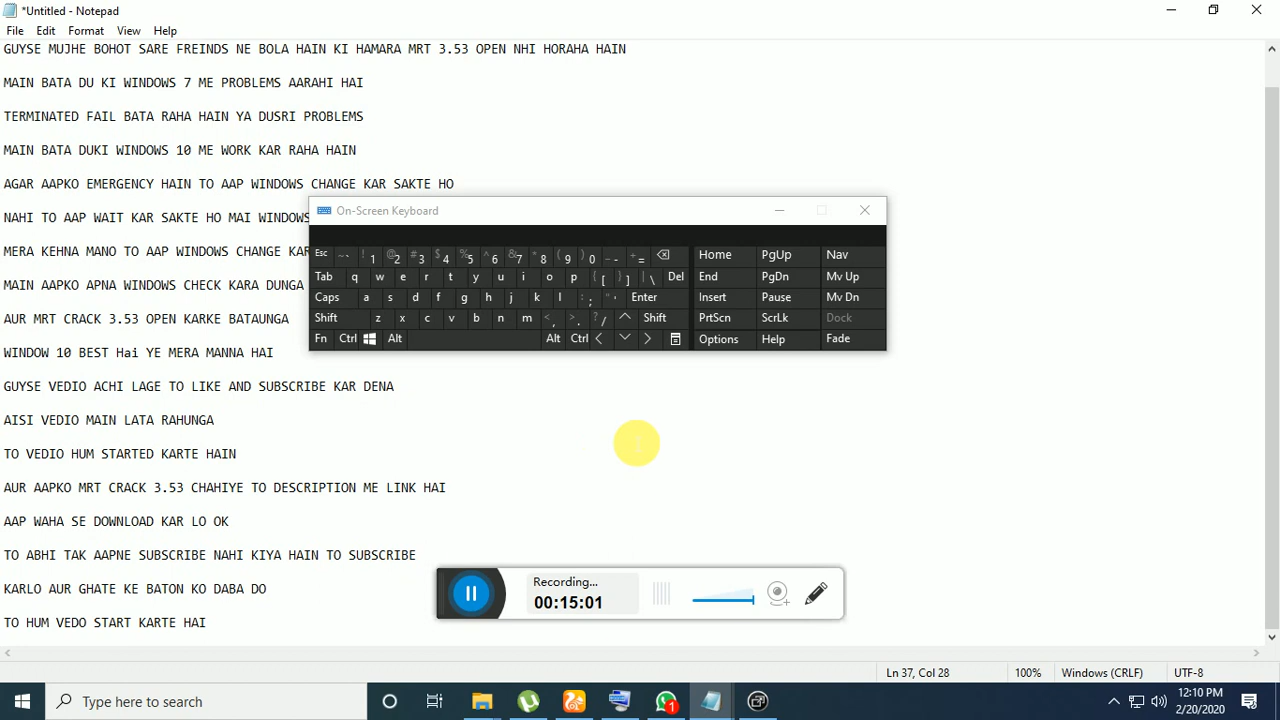 *Untitled - Notepad
File Edit Format View Help
GUYSE MUJHE BOHOT SARE FREINDS NE BOLA HAIN KI HAMARA MRT 3.53 OPEN NHI HORAHA HAIN
MAIN BATA DU KI WINDOWS 7 ME PROBLEMS AARAHI HAI
TERMINATED FAIL BATA RAHA HAIN YA DUSRI PROBLEMS
MAIN BATA DUKI WINDOWS 10 ME WORK KAR RAHA HAIN
AGAR AAPKO EMERGENCY HAIN TO AAP WINDOWS CHANGE KAR SAKTE HO
NAHI TO AAP WAIT KAR SAKTE HO MAI WINDOWS
MERA KEHNA MANO TO AAP WINDOWS CHANGE KAR
MAIN AAPKO APNA WINDOWS CHECK KARA DUNGA
AUR MRT CRACK 3.53 OPEN KARKE BATAUNGA
WINDOW 10 BEST Hai YE MERA MANNA HAI
GUYSE VEDIO ACHI LAGE TO LIKE AND SUBSCRIBE KAR DENA
AISI VEDIO MAIN LATA RAHUNGA
TO VEDIO HUM STARTED KARTE HAIN
AUR AAPKO MRT CRACK 3.53 CHAHIYE TO DESCRIPTION ME LINK HAI
AAP WAHA SE DOWNLOAD KAR LO OK
TO ABHI TAK AAPNE SUBSCRIBE NAHI KIYA HAIN TO SUBSCRIBE
KARLO AUR GHATE KE BATON KO DABA DO
TO HUM VEDO START KARTE HAI
On-Screen Keyboard
Esc ~` !1 @2 #3 $4 %5 ^6 &7 *8 (9 )0 _- += Home PgUp Nav
Tab q w e r t y u i o p {[ }] |\ Del End PgDn Mv Up
Caps a s d f g h j k l :; "' Enter Insert Pause Mv Dn
Shift z x c v b n m <, >. ?/ Shift PrtScn ScrLk Dock
Fn Ctrl Alt Alt Ctrl Options Help Fade
Recording...
00:15:01
Ln 37, Col 28 100% Windows (CRLF) UTF-8
Type here to search
1
12:10 PM
2/20/2020